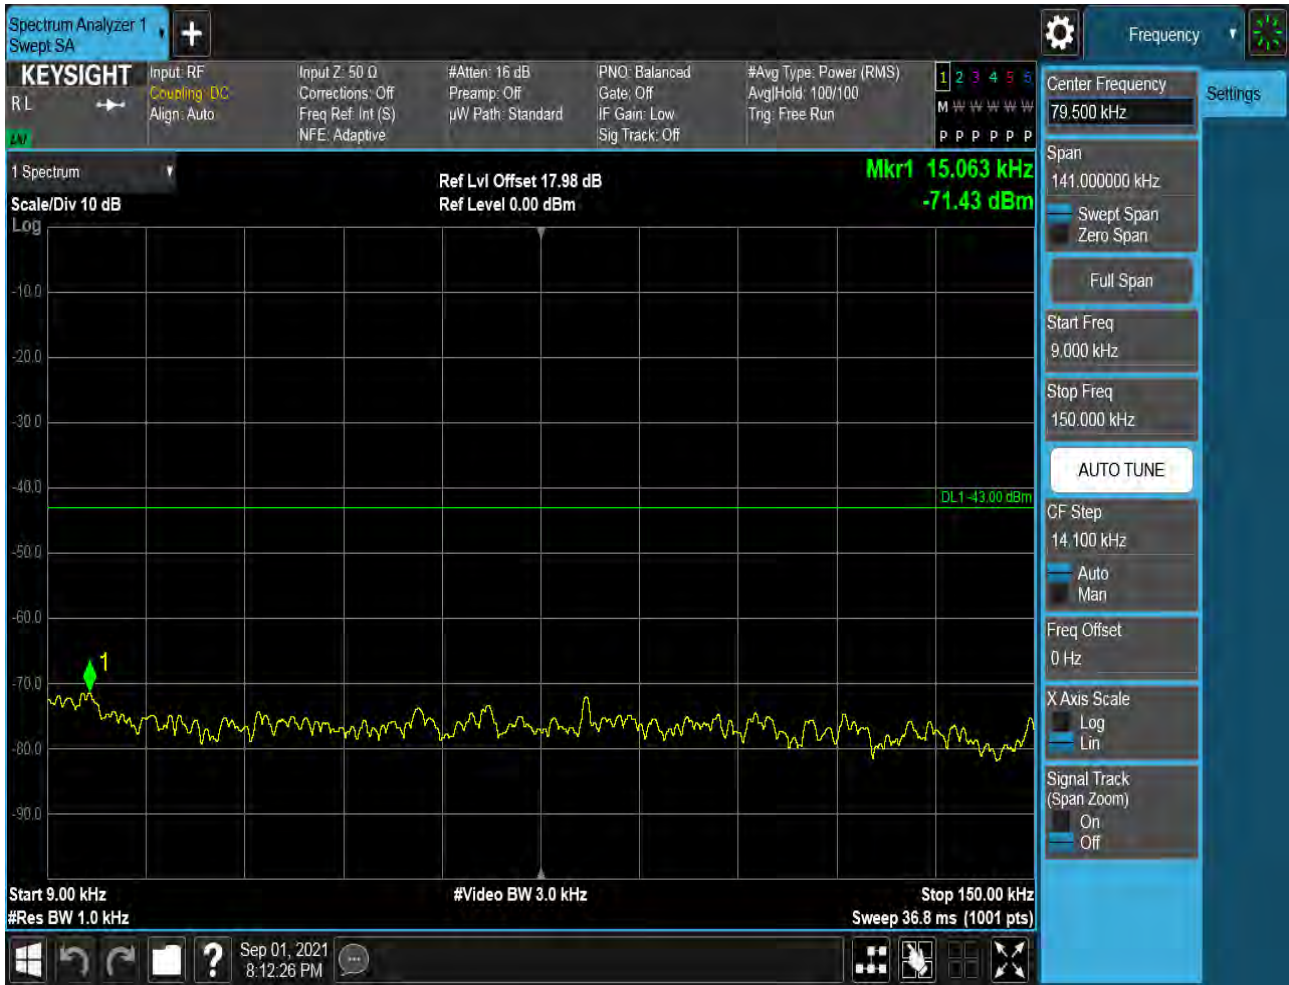 Spectrum Analyzer 1
Swept SA
Frequency
KEYSIGHT
R L
LXI
Input: RF
Coupling: DC
Align: Auto
Input Z: 50 Ω
Corrections: Off
Freq Ref: Int (S)
NFE: Adaptive
#Atten: 16 dB
Preamp: Off
µW Path: Standard
PNO: Balanced
Gate: Off
IF Gain: Low
Sig Track: Off
#Avg Type: Power (RMS)
Avg|Hold: 100/100
Trig: Free Run
1 2 3 4 5 6
M W W W W W
P P P P P P
1 Spectrum
Scale/Div 10 dB
Log
Ref Lvl Offset 17.98 dB
Ref Level 0.00 dBm
Mkr1 15.063 kHz
-71.43 dBm
-10.0
-20.0
-30.0
-40.0
DL1 -43.00 dBm
-50.0
-60.0
1
-70.0
-80.0
-90.0
Start 9.00 kHz
#Video BW 3.0 kHz
Stop 150.00 kHz
#Res BW 1.0 kHz
Sweep 36.8 ms (1001 pts)
Sep 01, 2021
8:12:26 PM
Center Frequency
79.500 kHz
Span
141.000000 kHz
Swept Span
Zero Span
Full Span
Start Freq
9.000 kHz
Stop Freq
150.000 kHz
AUTO TUNE
CF Step
14.100 kHz
Auto
Man
Freq Offset
0 Hz
X Axis Scale
Log
Lin
Signal Track
(Span Zoom)
On
Off
Settings